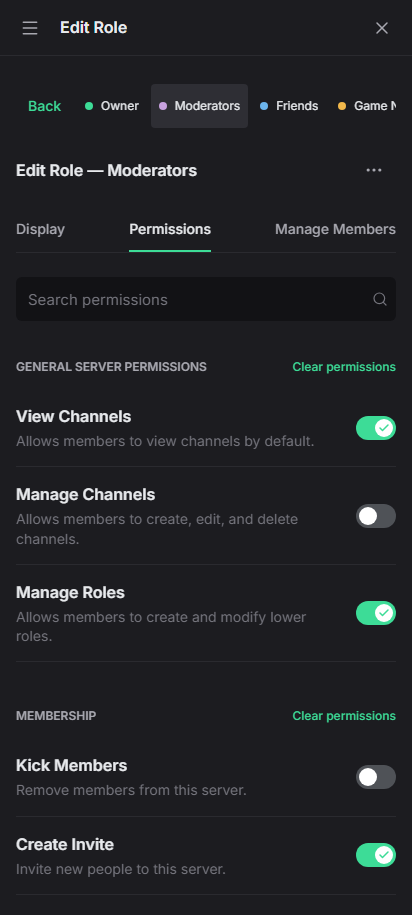 Edit Role
Back
Owner
Moderators
Friends
Game N
Edit Role — Moderators
Display
Permissions
Manage Members
Search permissions
GENERAL SERVER PERMISSIONS
Clear permissions
View Channels
Allows members to view channels by default.
Manage Channels
Allows members to create, edit, and delete
channels.
Manage Roles
Allows members to create and modify lower
roles.
MEMBERSHIP
Clear permissions
Kick Members
Remove members from this server.
Create Invite
Invite new people to this server.